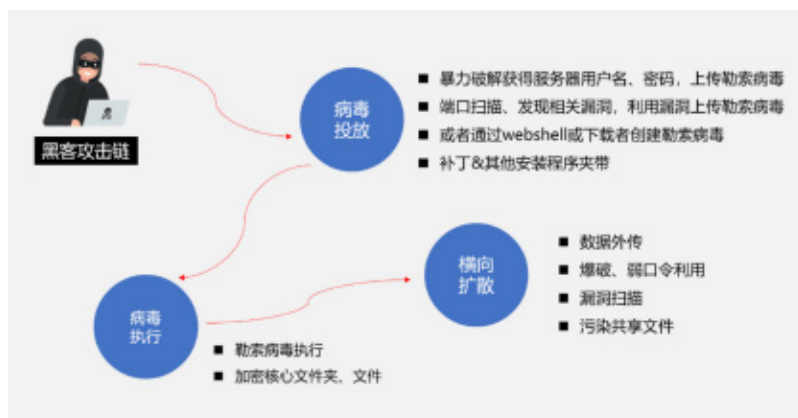 黑客攻击链
病毒
投放
■ 暴力破解获得服务器用户名、密码，上传勒索病毒
■ 端口扫描、发现相关漏洞，利用漏洞上传勒索病毒
■ 或者通过webshell或下载者创建勒索病毒
■ 补丁&其他安装程序夹带
病毒
执行
■ 勒索病毒执行
■ 加密核心文件夹、文件
横向
扩散
■ 数据外传
■ 爆破、弱口令利用
■ 漏洞扫描
■ 污染共享文件